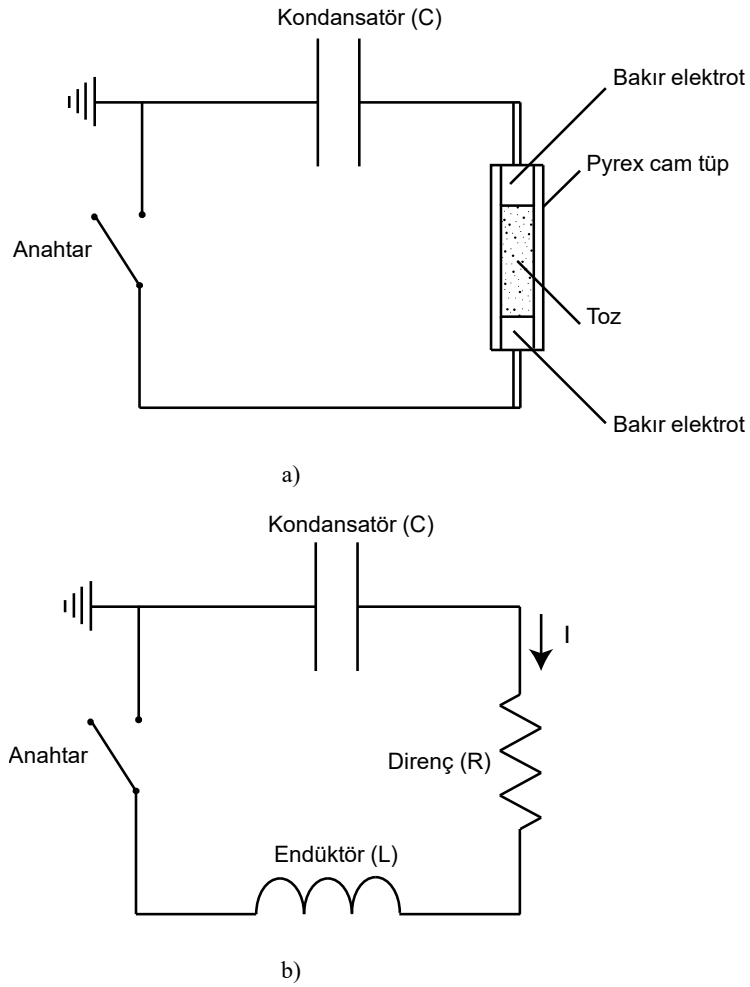 Kondansatör (C)
Bakır elektrot
Pyrex cam tüp
Anahtar
Toz
Bakır elektrot
a)
Kondansatör (C)
I
Anahtar
Direnç (R)
Endüktör (L)
b)